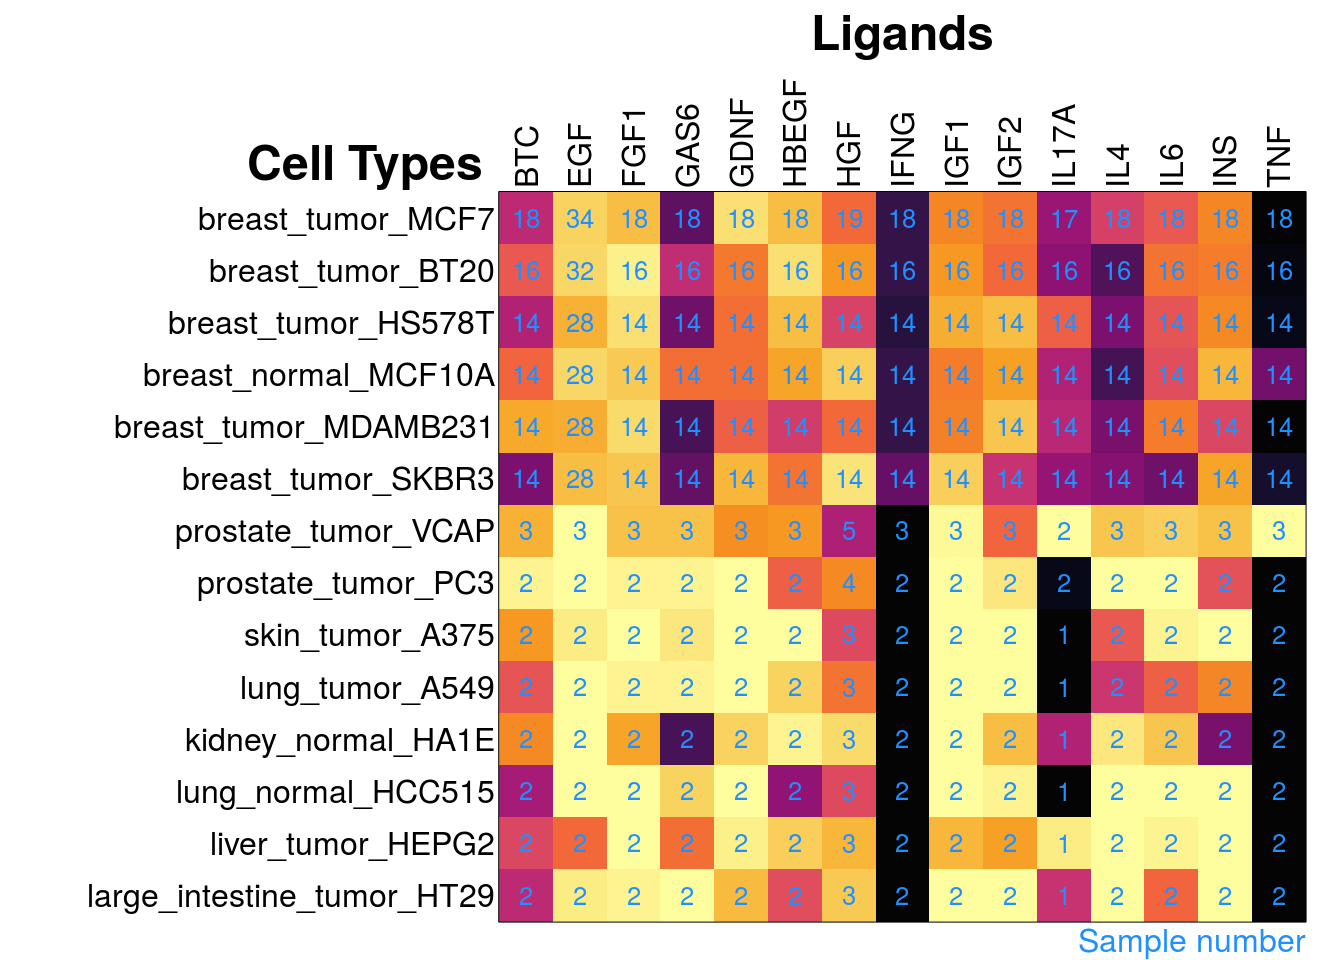 Ligands
Cell Types BTC EGF FGF1 GAS6 GDNF HBEGF HGF IFNG IGF1 IGF2 IL17A IL4 IL6 INS TNF
breast_tumor_MCF7 18 34 18 18 18 18 19 18 18 18 17 18 18 18 18
breast_tumor_BT20 16 32 16 16 16 16 16 16 16 16 16 16 16 16 16
breast_tumor_HS578T 14 28 14 14 14 14 14 14 14 14 14 14 14 14 14
breast_normal_MCF10A 14 28 14 14 14 14 14 14 14 14 14 14 14 14 14
breast_tumor_MDAMB231 14 28 14 14 14 14 14 14 14 14 14 14 14 14 14
breast_tumor_SKBR3 14 28 14 14 14 14 14 14 14 14 14 14 14 14 14
prostate_tumor_VCAP 3 3 3 3 3 3 5 3 3 3 2 3 3 3 3
prostate_tumor_PC3 2 2 2 2 2 2 4 2 2 2 2 2 2 2 2
skin_tumor_A375 2 2 2 2 2 2 3 2 2 2 1 2 2 2 2
lung_tumor_A549 2 2 2 2 2 2 3 2 2 2 1 2 2 2 2
kidney_normal_HA1E 2 2 2 2 2 2 3 2 2 2 1 2 2 2 2
lung_normal_HCC515 2 2 2 2 2 2 3 2 2 2 1 2 2 2 2
liver_tumor_HEPG2 2 2 2 2 2 2 3 2 2 2 1 2 2 2 2
large_intestine_tumor_HT29 2 2 2 2 2 2 3 2 2 2 1 2 2 2 2
Sample number